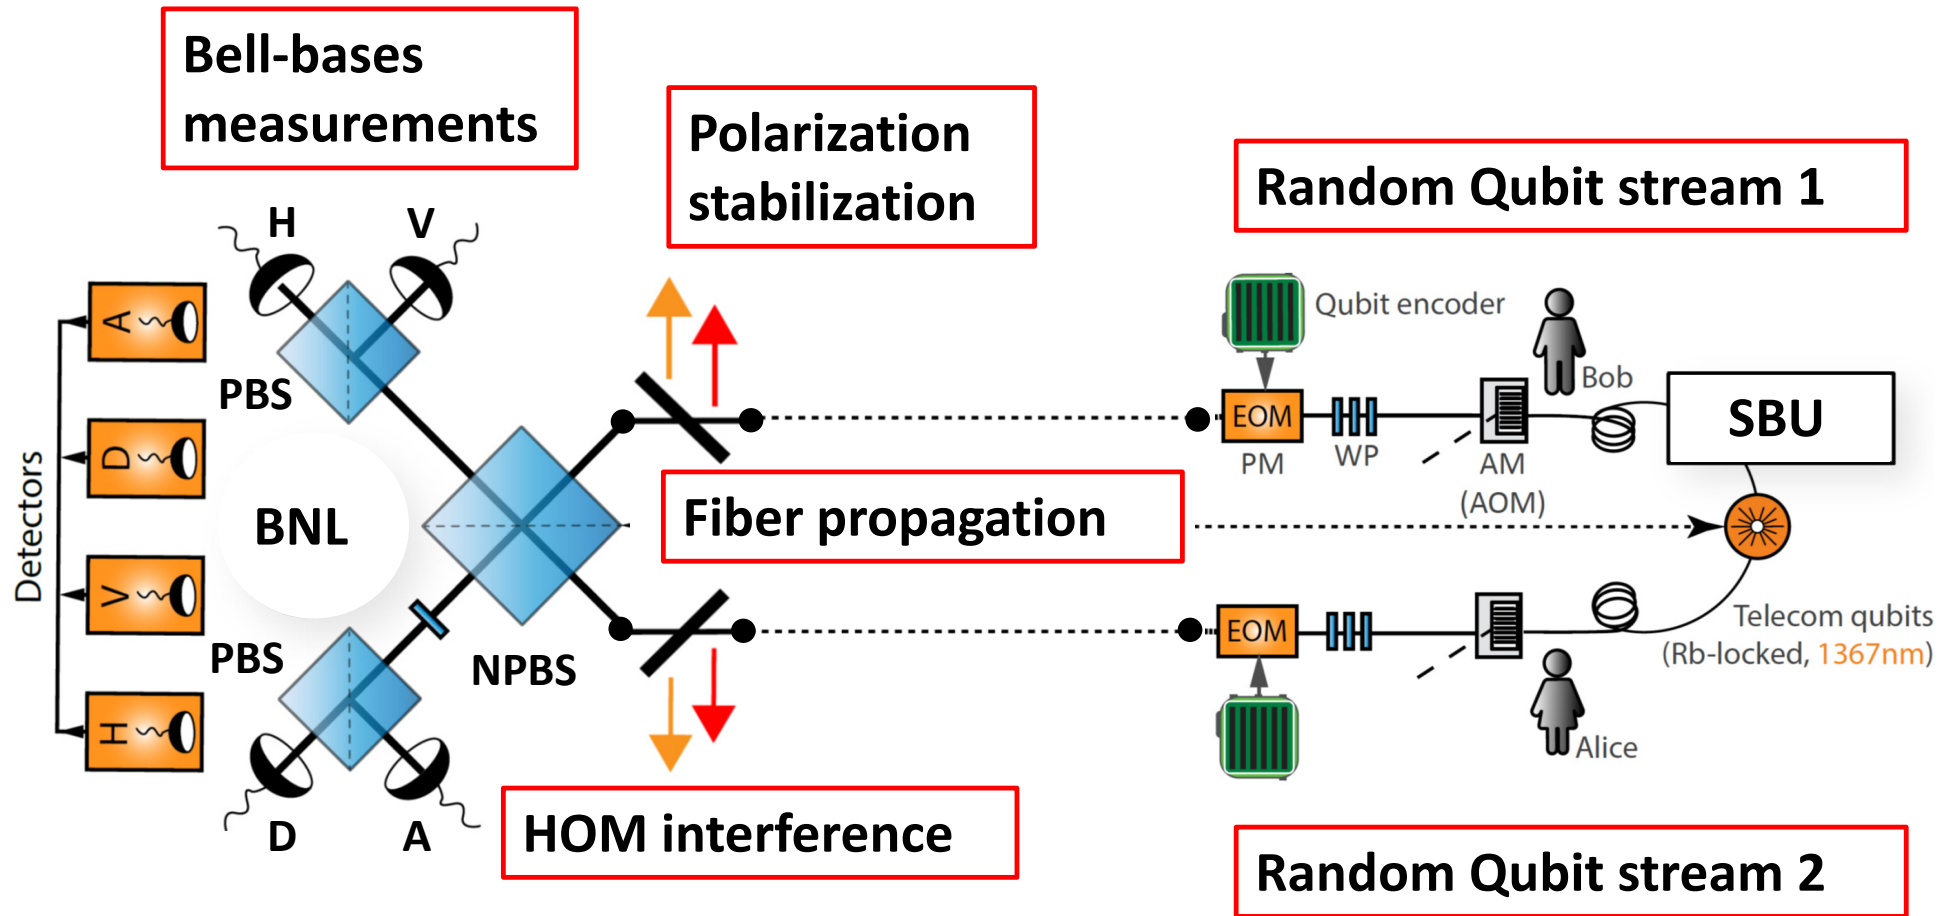 Bell-bases
measurements
Polarization
stabilization
Random Qubit stream 1
H
V
A
D
V
H
Detectors
PBS
BNL
PBS
NPBS
D
A
Qubit encoder
Bob
EOM
PM
WP
AM
(AOM)
SBU
Fiber propagation
EOM
Telecom qubits
(Rb-locked, 1367nm)
Alice
HOM interference
Random Qubit stream 2